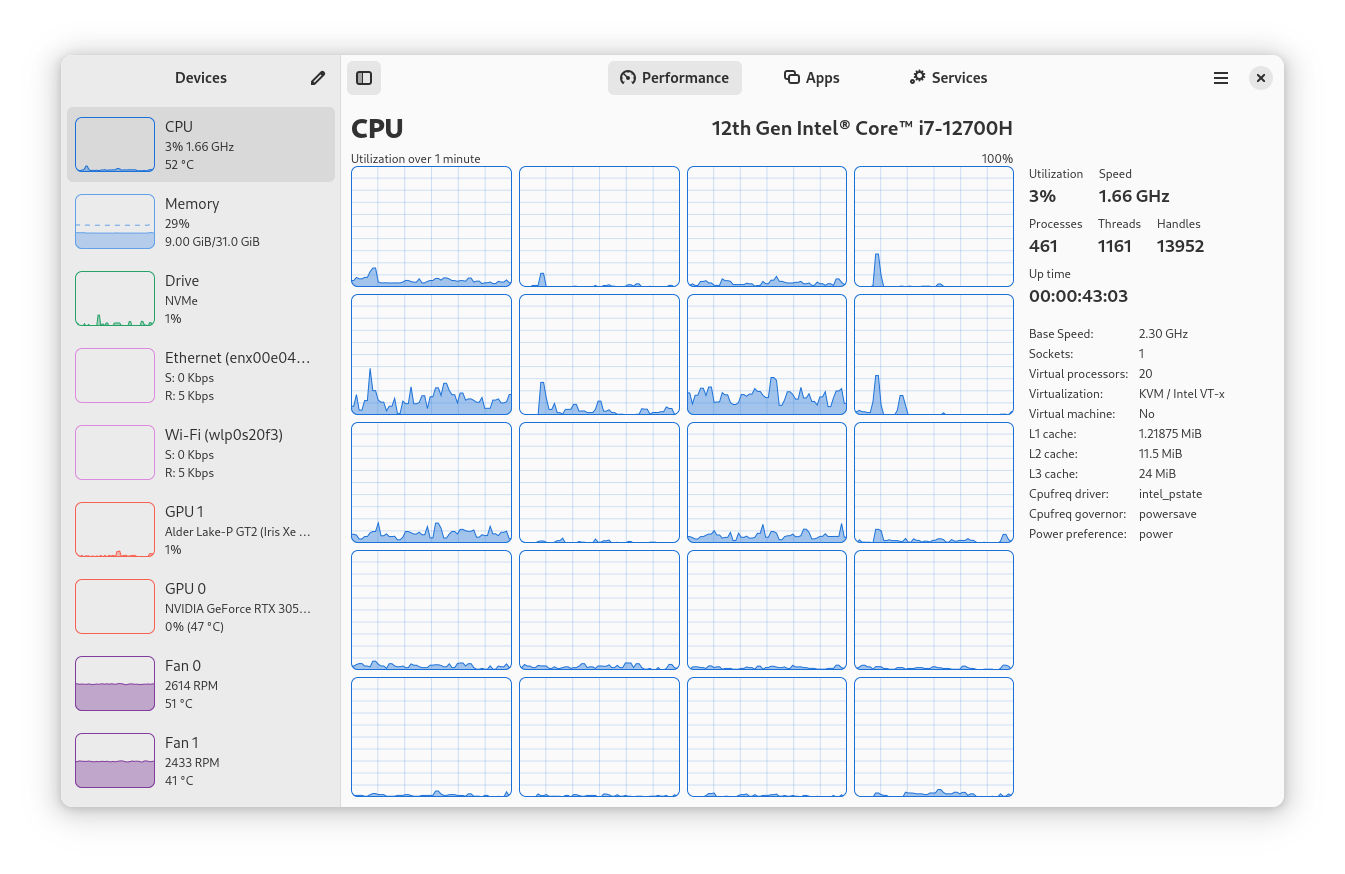 Devices
Performance
Apps
Services
CPU
3% 1.66 GHz
52 °C
Memory
29%
9.00 GiB/31.0 GiB
Drive
NVMe
1%
Ethernet (enx00e04…
S: 0 Kbps
R: 5 Kbps
Wi-Fi (wlp0s20f3)
S: 0 Kbps
R: 5 Kbps
GPU 1
Alder Lake-P GT2 (Iris Xe …
1%
GPU 0
NVIDIA GeForce RTX 305…
0% (47 °C)
Fan 0
2614 RPM
51 °C
Fan 1
2433 RPM
41 °C
CPU
12th Gen Intel® Core™ i7-12700H
Utilization over 1 minute
100%
Utilization Speed
3% 1.66 GHz
Processes Threads Handles
461 1161 13952
Up time
00:00:43:03
Base Speed: 2.30 GHz
Sockets: 1
Virtual processors: 20
Virtualization: KVM / Intel VT-x
Virtual machine: No
L1 cache: 1.21875 MiB
L2 cache: 11.5 MiB
L3 cache: 24 MiB
Cpufreq driver: intel_pstate
Cpufreq governor: powersave
Power preference: power